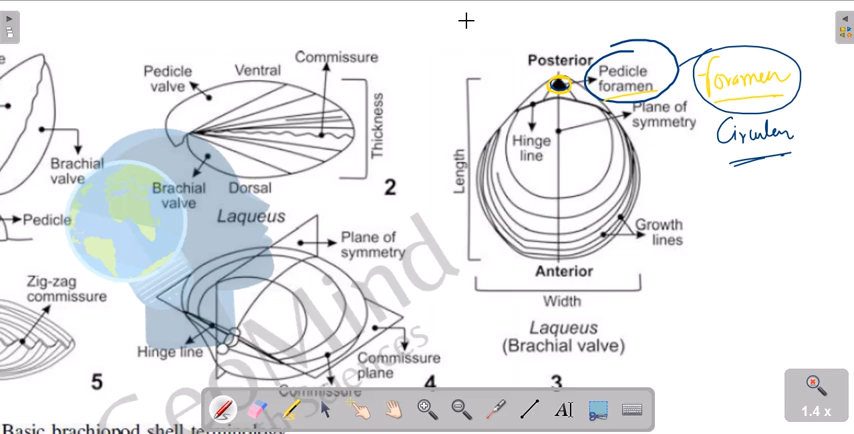 Commissure
Pedicle
valve
Ventral
Thickness
Brachial
valve
Brachial
valve
Dorsal
2
Laqueus
Pedicle
Plane of
symmetry
Zig-zag
commissure
Hinge line
Commissure
plane
5
4
Commissure
Posterior
Pedicle
foramen
foramen
Circular
Plane of
symmetry
Hinge
line
Length
Growth
lines
Anterior
Width
Laqueus
(Brachial valve)
3
GeoMind
Basic brachiopod shell terminology
AI
1.4 x